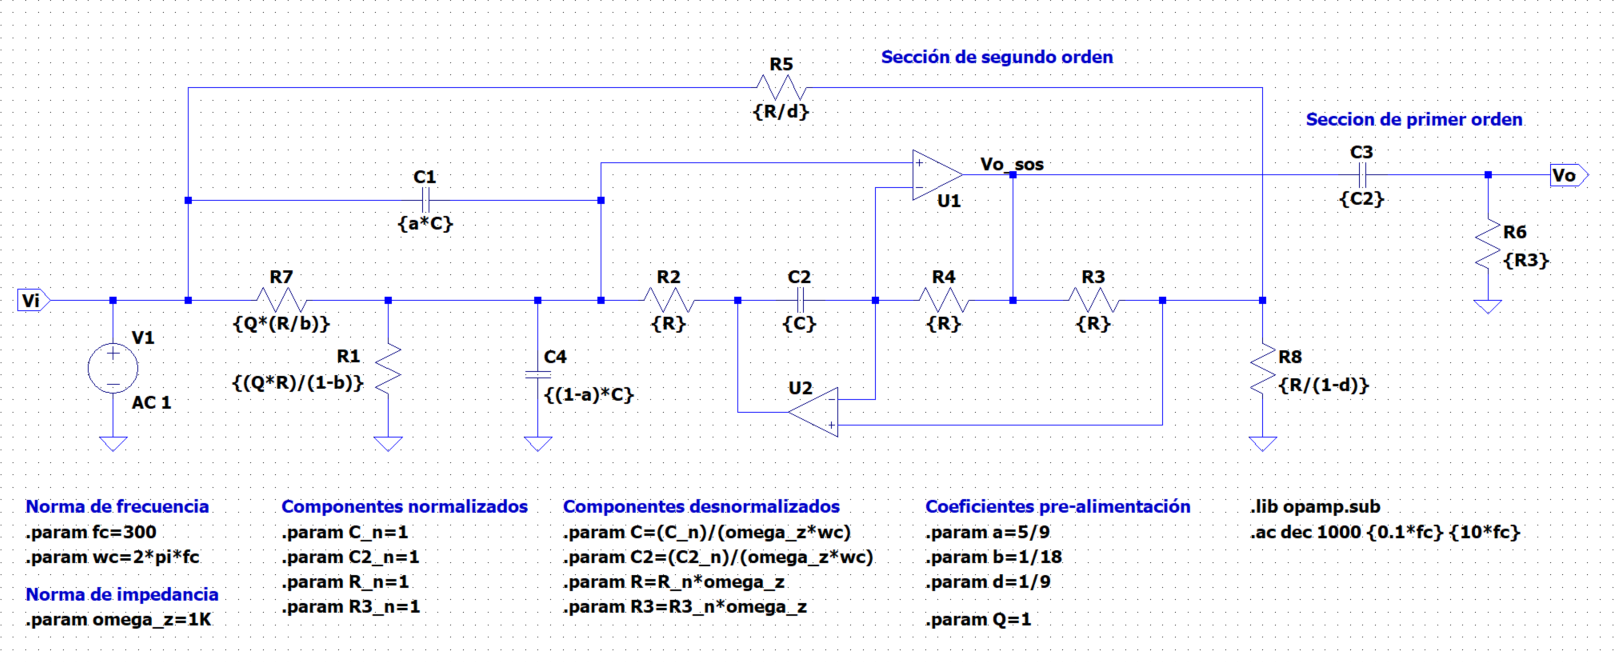 Sección de segundo orden
R5
{R/d}
Seccion de primer orden
C1
{a*C}
+
−
U1
Vo_sos
C3
{C2}
Vo
R6
{R3}
Vi
R7
{Q*(R/b)}
R2
{R}
C2
{C}
R4
{R}
R3
{R}
V1
+
−
AC 1
R1
{(Q*R)/(1-b)}
C4
{(1-a)*C}
U2
−
+
R8
{R/(1-d)}
Norma de frecuencia
.param fc=300
.param wc=2*pi*fc
Norma de impedancia
.param omega_z=1K
Componentes normalizados
.param C_n=1
.param C2_n=1
.param R_n=1
.param R3_n=1
Componentes desnormalizados
.param C=(C_n)/(omega_z*wc)
.param C2=(C2_n)/(omega_z*wc)
.param R=R_n*omega_z
.param R3=R3_n*omega_z
Coeficientes pre-alimentación
.param a=5/9
.param b=1/18
.param d=1/9
.param Q=1
.lib opamp.sub
.ac dec 1000 {0.1*fc} {10*fc}